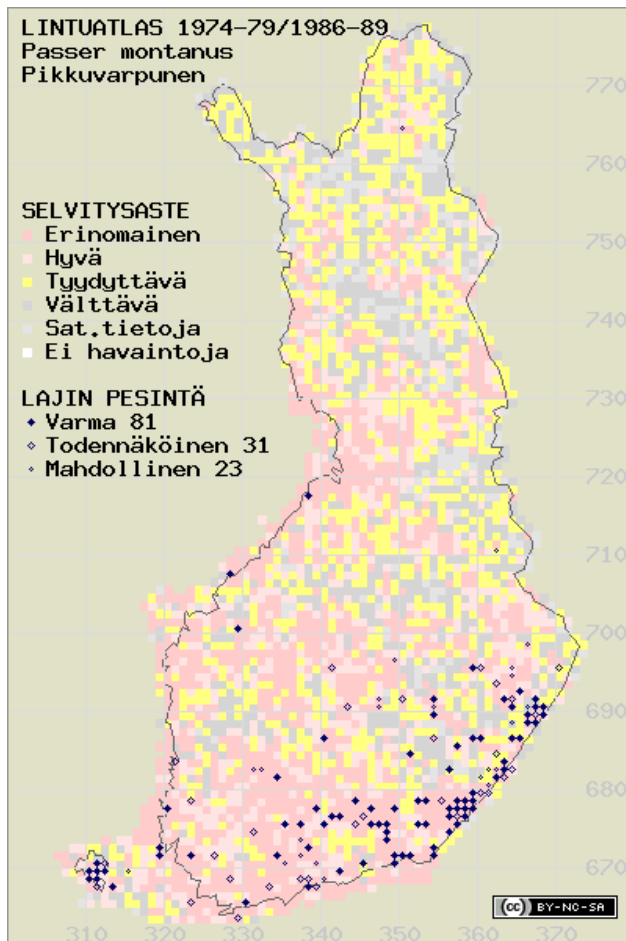 LINTUATLAS 1974-79/1986-89
Passer montanus
Pikkuvarpunen
770
760
SELVITYSASTE
Erinomainen
750
Hyvä
Tyydyttävä
Välttävä
740
Sat.tietoja
Ei havaintoja
730
LAJIN PESINTÄ
Varma 81
Todennäköinen 31
720
Mahdollinen 23
710
700
690
680
670
cc BY-NC-SA
310 320 330 340 350 360 370